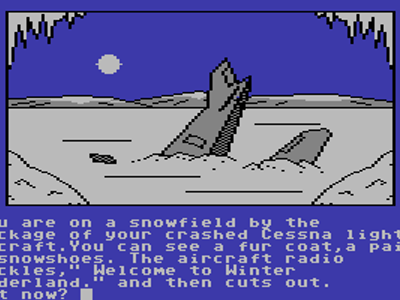 u are on a snowfield by the
ckage of your crashed Cessna light
craft.You can see a fur coat,a pai
snowshoes. The aircraft radio
ckles," Welcome to Winter
derland." and then cuts out.
t now?